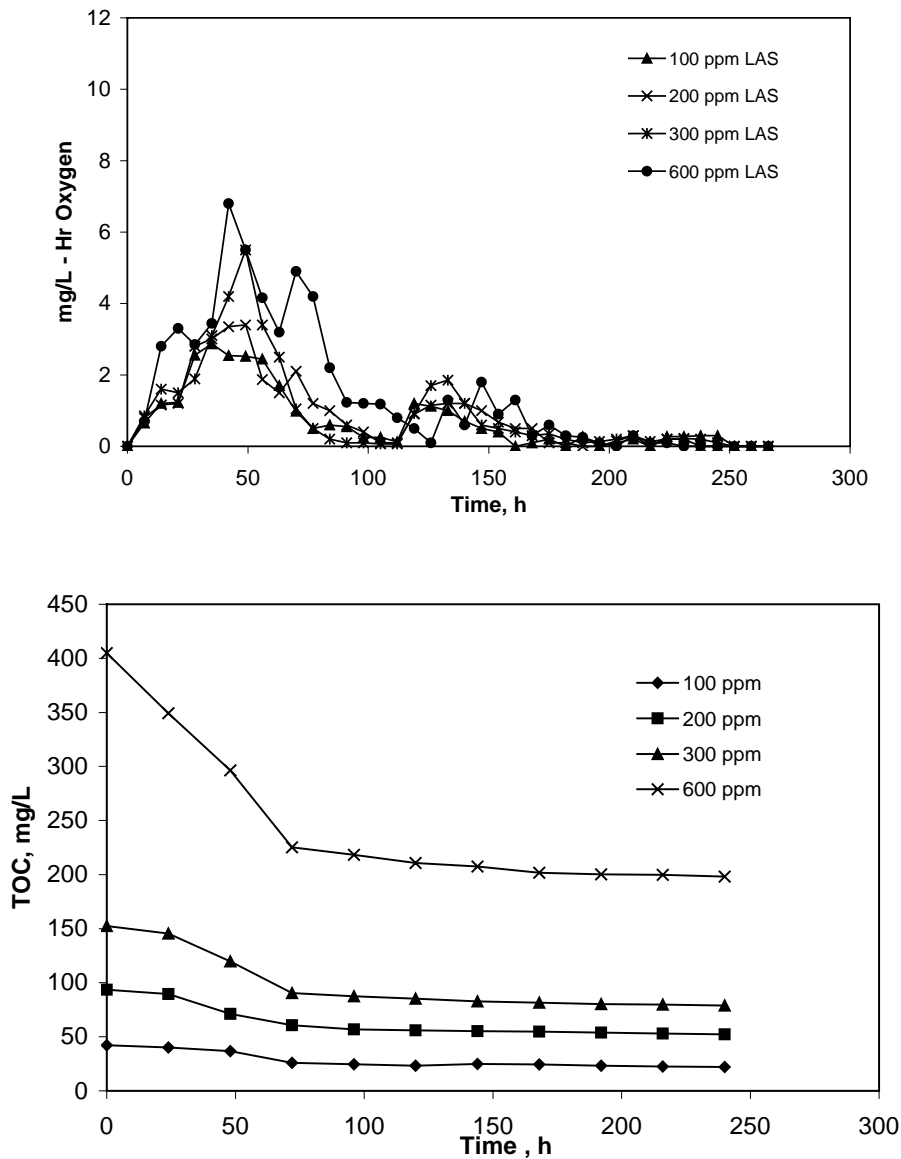 12
10
8
6
4
2
0
mg/L - Hr Oxygen
100 ppm LAS
200 ppm LAS
300 ppm LAS
600 ppm LAS
0 50 100 150 200 250 300
Time, h
450
400
350
300
250
200
150
100
50
0
TOC, mg/L
100 ppm
200 ppm
300 ppm
600 ppm
0 50 100 150 200 250 300
Time , h